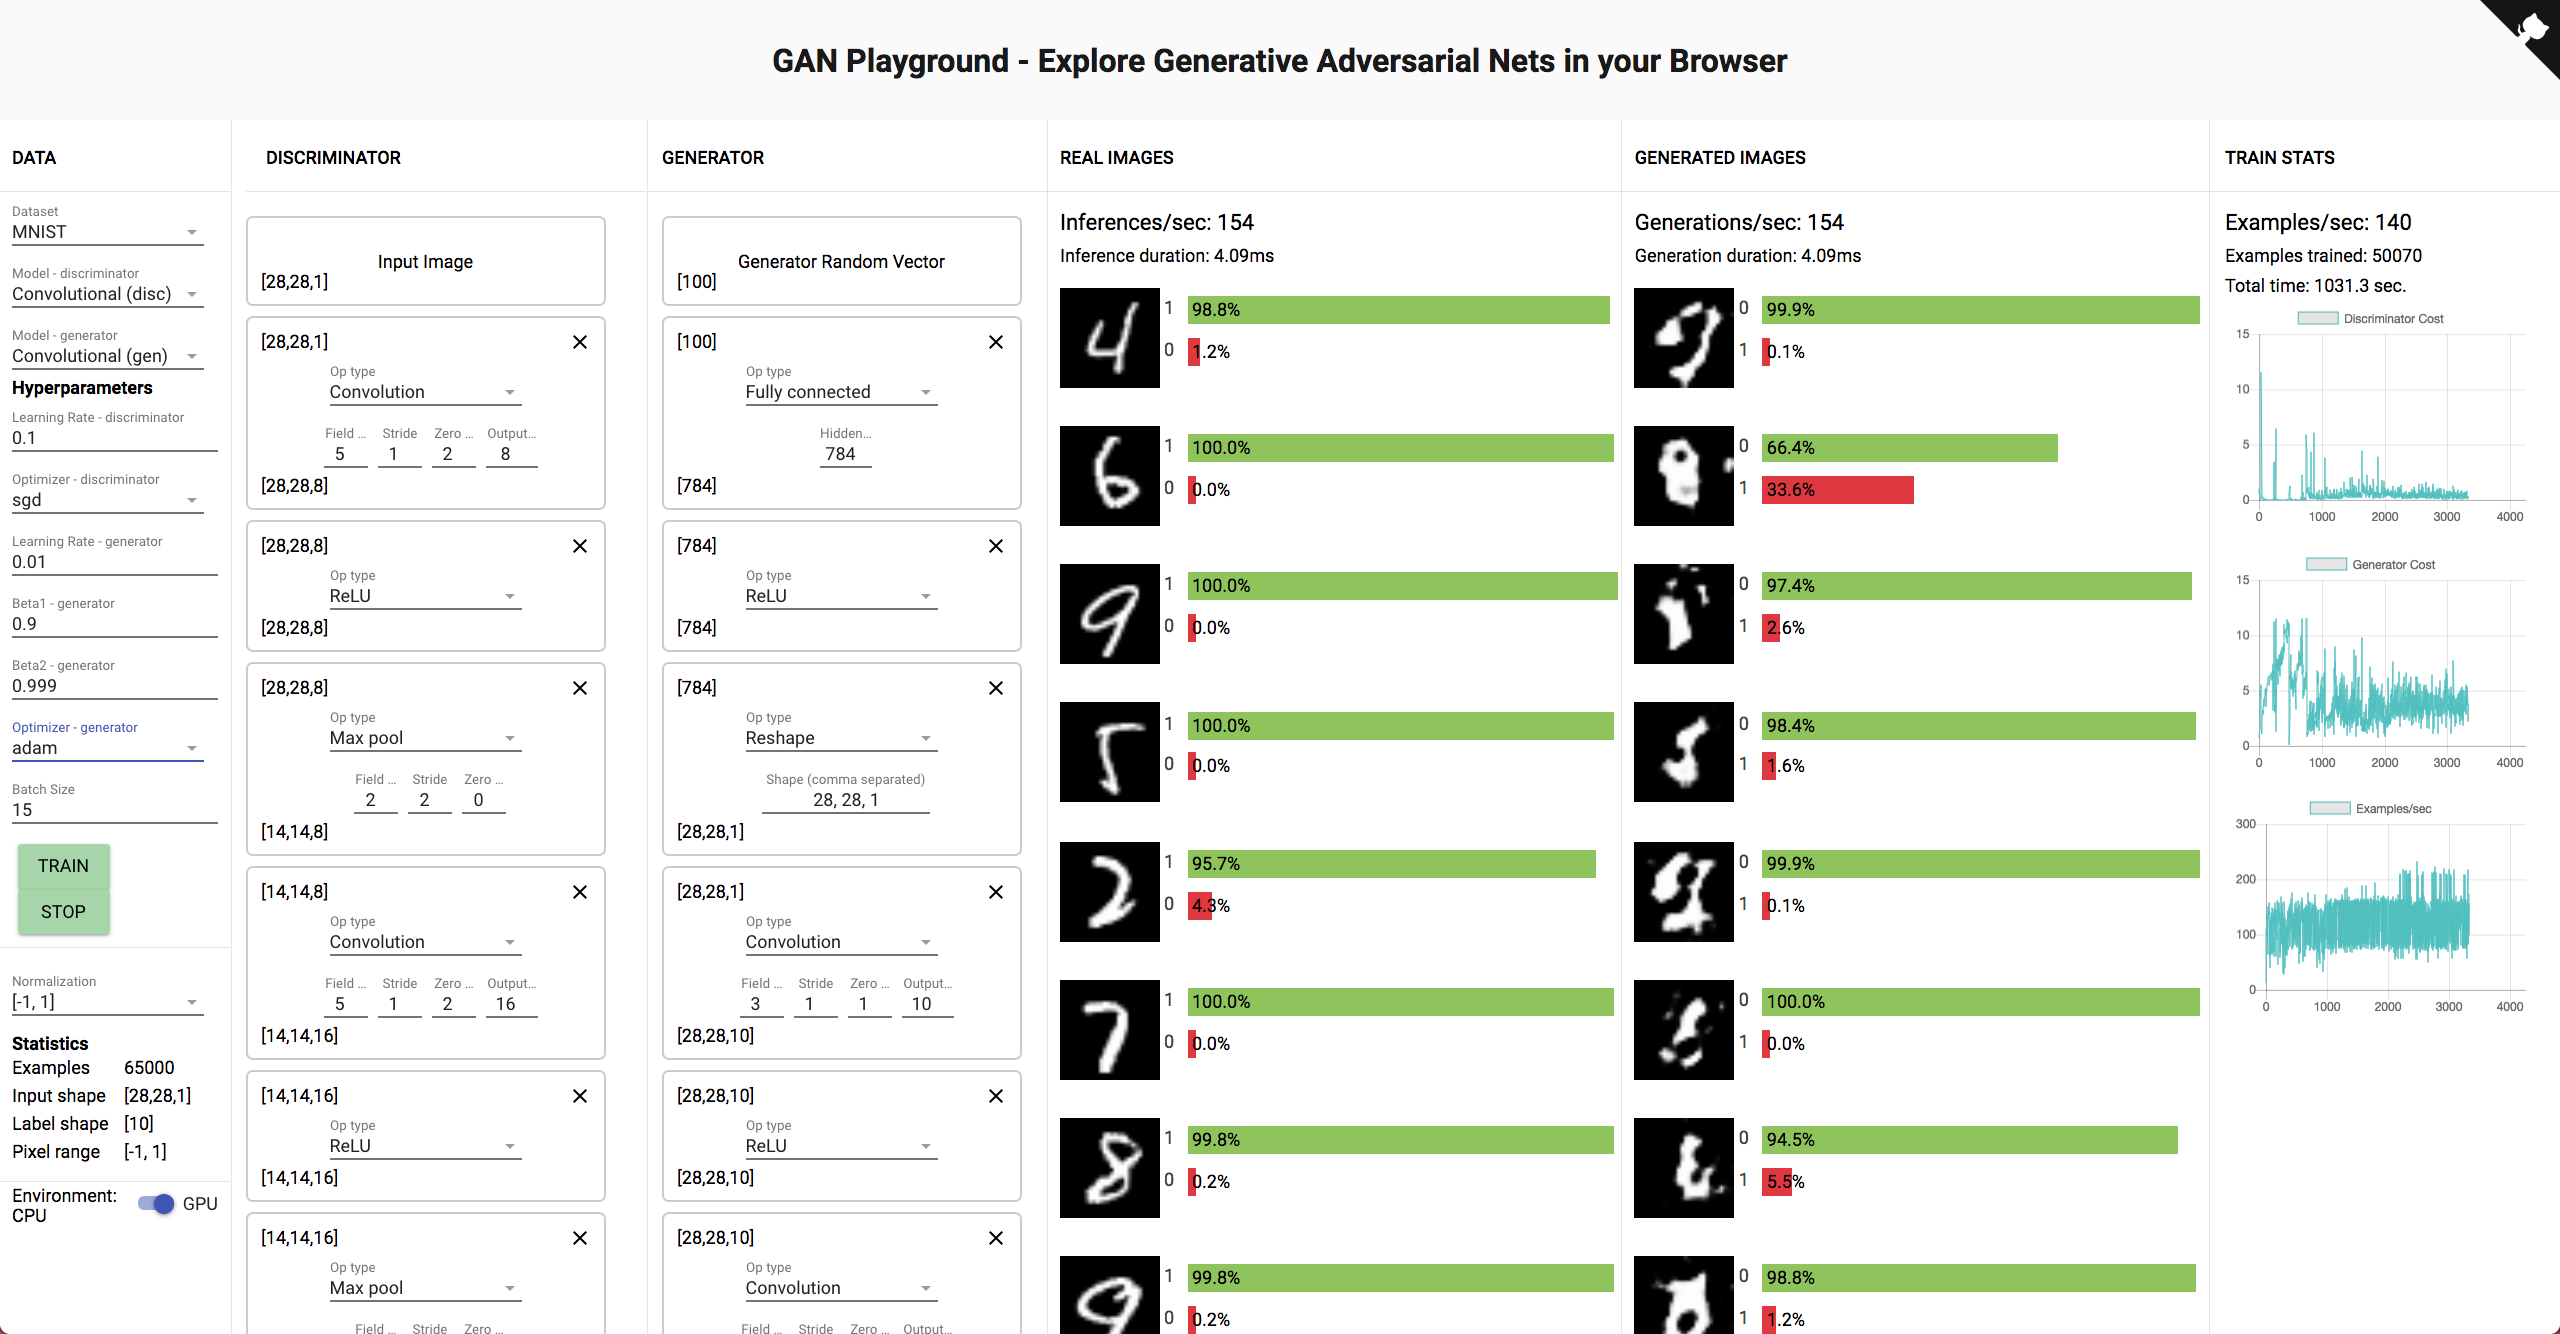 GAN Playground - Explore Generative Adversarial Nets in your Browser
DATA
Dataset
MNIST
Model - discriminator
Convolutional (disc)
Model - generator
Convolutional (gen)
Hyperparameters
Learning Rate - discriminator
0.1
Optimizer - discriminator
sgd
Learning Rate - generator
0.01
Beta1 - generator
0.9
Beta2 - generator
0.999
Optimizer - generator
adam
Batch Size
15
TRAIN
STOP
Normalization
[-1, 1]
Statistics
Examples 65000
Input shape [28,28,1]
Label shape [10]
Pixel range [-1, 1]
Environment:
CPU GPU
DISCRIMINATOR
Input Image
[28,28,1]
[28,28,1]
Op type
Convolution
Field ... Stride Zero ... Output...
5 1 2 8
[28,28,8]
[28,28,8]
Op type
ReLU
[28,28,8]
[28,28,8]
Op type
Max pool
Field ... Stride Zero ...
2 2 0
[14,14,8]
[14,14,8]
Op type
Convolution
Field ... Stride Zero ... Output...
5 1 2 16
[14,14,16]
[14,14,16]
Op type
ReLU
[14,14,16]
[14,14,16]
Op type
Max pool
Field ... Stride Zero ...
GENERATOR
Generator Random Vector
[100]
[100]
Op type
Fully connected
Hidden...
784
[784]
[784]
Op type
ReLU
[784]
[784]
Op type
Reshape
Shape (comma separated)
28, 28, 1
[28,28,1]
[28,28,1]
Op type
Convolution
Field ... Stride Zero ... Output...
3 1 1 10
[28,28,10]
[28,28,10]
Op type
ReLU
[28,28,10]
[28,28,10]
Op type
Convolution
Field ... Stride Zero ... Output...
REAL IMAGES
Inferences/sec: 154
Inference duration: 4.09ms
4 1 98.8%
0 1.2%
6 1 100.0%
0 0.0%
9 1 100.0%
0 0.0%
5 1 100.0%
0 0.0%
2 1 95.7%
0 4.3%
7 1 100.0%
0 0.0%
8 1 99.8%
0 0.2%
9 1 99.8%
0 0.2%
GENERATED IMAGES
Generations/sec: 154
Generation duration: 4.09ms
0 99.9%
1 0.1%
0 66.4%
1 33.6%
0 97.4%
1 2.6%
0 98.4%
1 1.6%
0 99.9%
1 0.1%
0 100.0%
1 0.0%
0 94.5%
1 5.5%
0 98.8%
1 1.2%
TRAIN STATS
Examples/sec: 140
Examples trained: 50070
Total time: 1031.3 sec.
Discriminator Cost
15
10
5
0
0 1000 2000 3000 4000
Generator Cost
15
10
5
0
0 1000 2000 3000 4000
Examples/sec
300
200
100
0
0 1000 2000 3000 4000